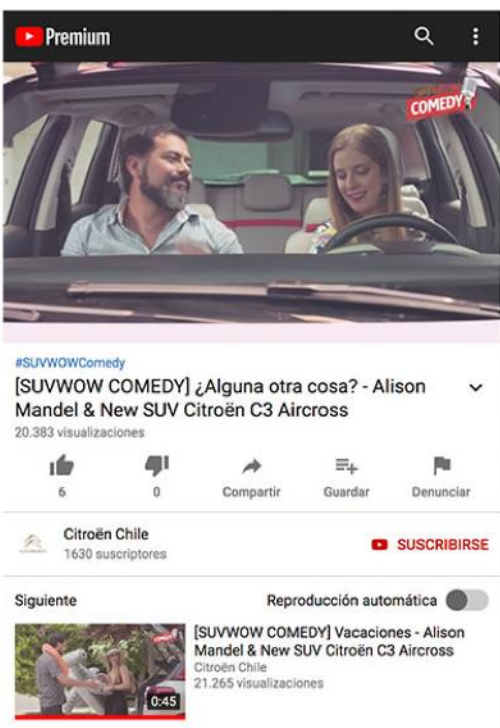 Premium
COMEDY
#SUVWOWComedy
[SUVWOW COMEDY] ¿Alguna otra cosa? - Alison
Mandel & New SUV Citroën C3 Aircross
20.383 visualizaciones
6
0
Compartir
Guardar
Denunciar
Citroën Chile
1630 suscriptores
SUSCRIBIRSE
Siguiente
Reproducción automática
[SUVWOW COMEDY] Vacaciones - Alison
Mandel & New SUV Citroën C3 Aircross
Citroën Chile
21.265 visualizaciones
0:45